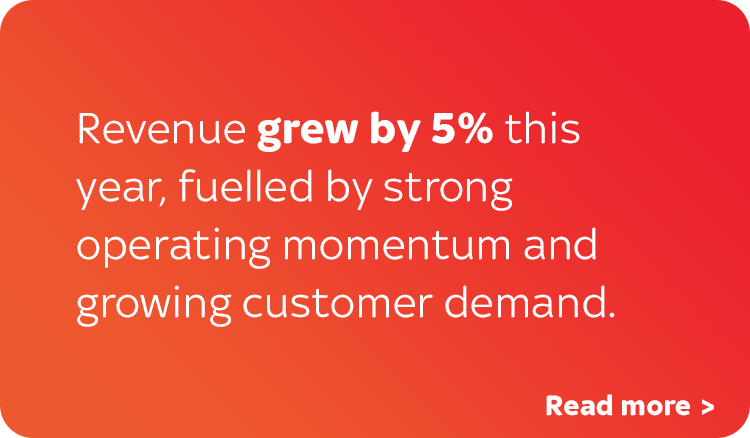 Revenue grew by 5% this
year, fuelled by strong
operating momentum and
growing customer demand.
Read more >